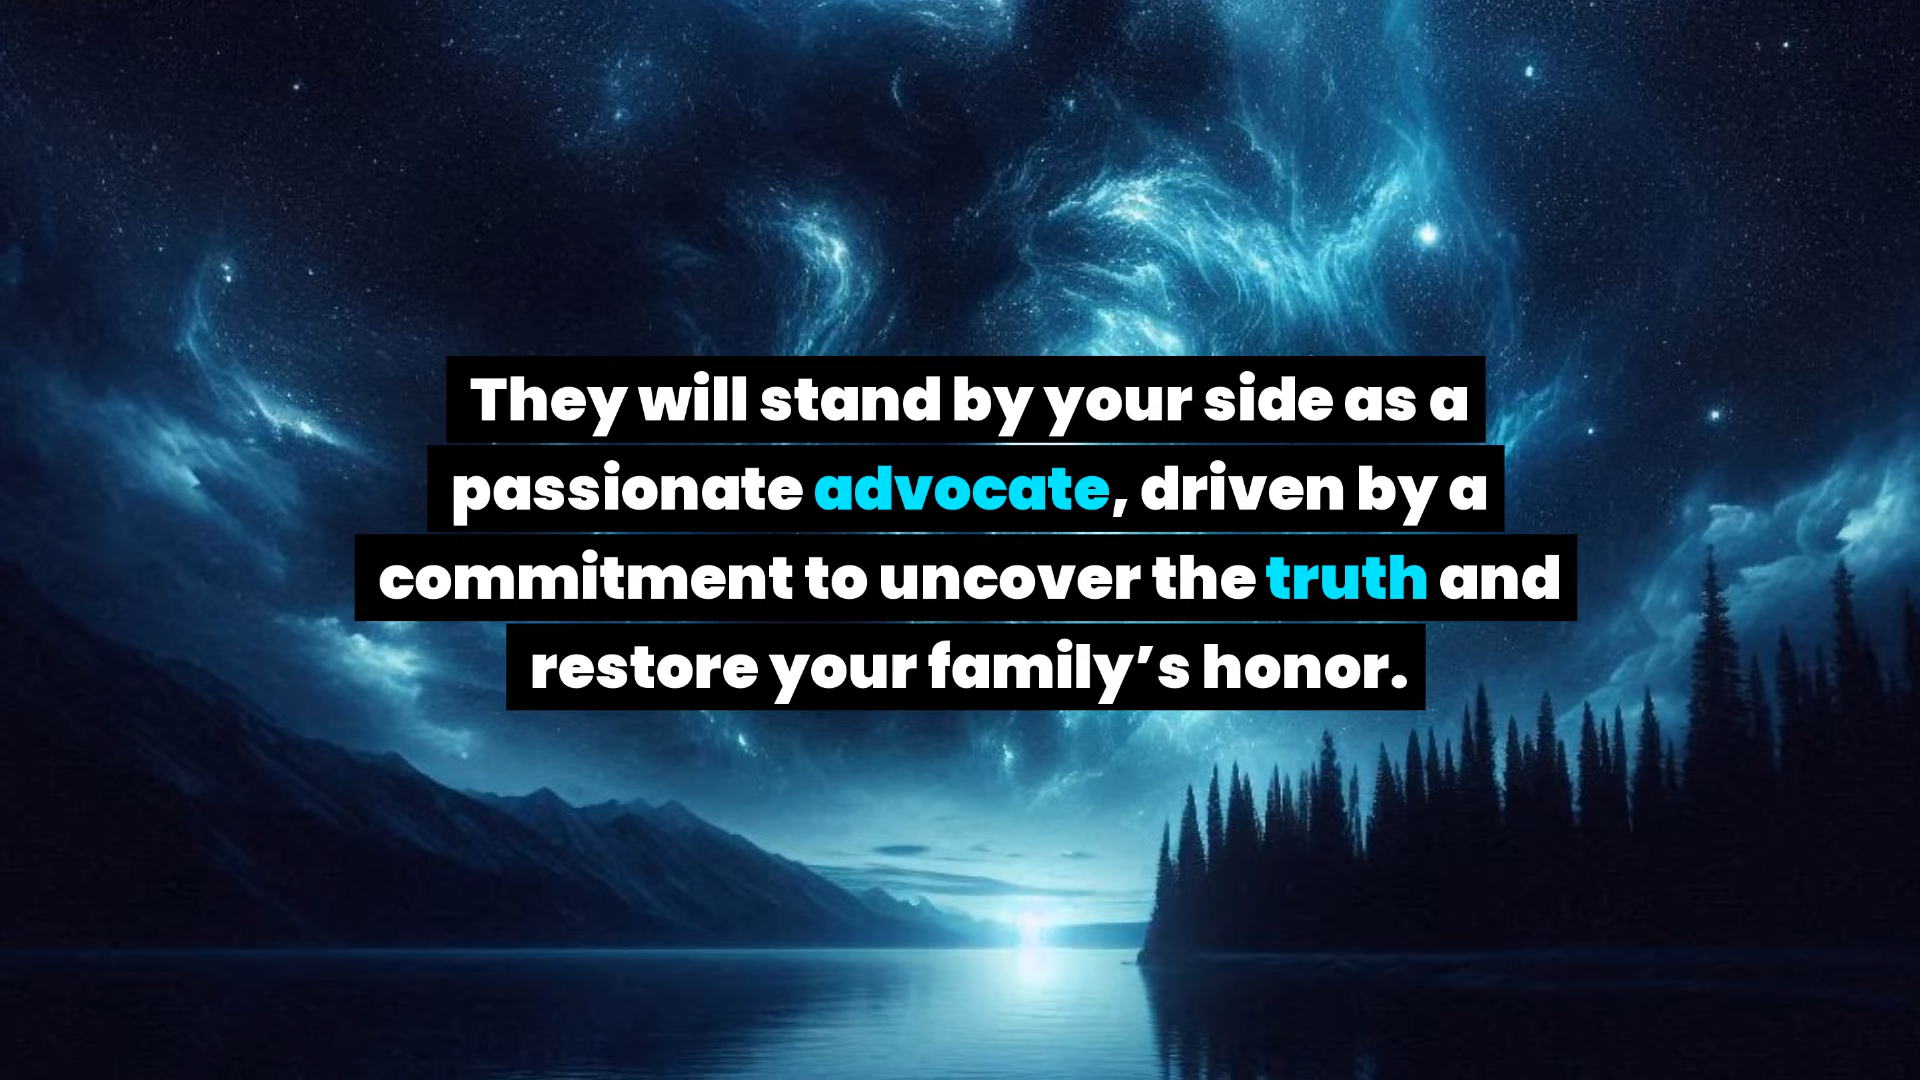 They will stand by your side as a
passionate advocate, driven by a
commitment to uncover the truth and
restore your family’s honor.